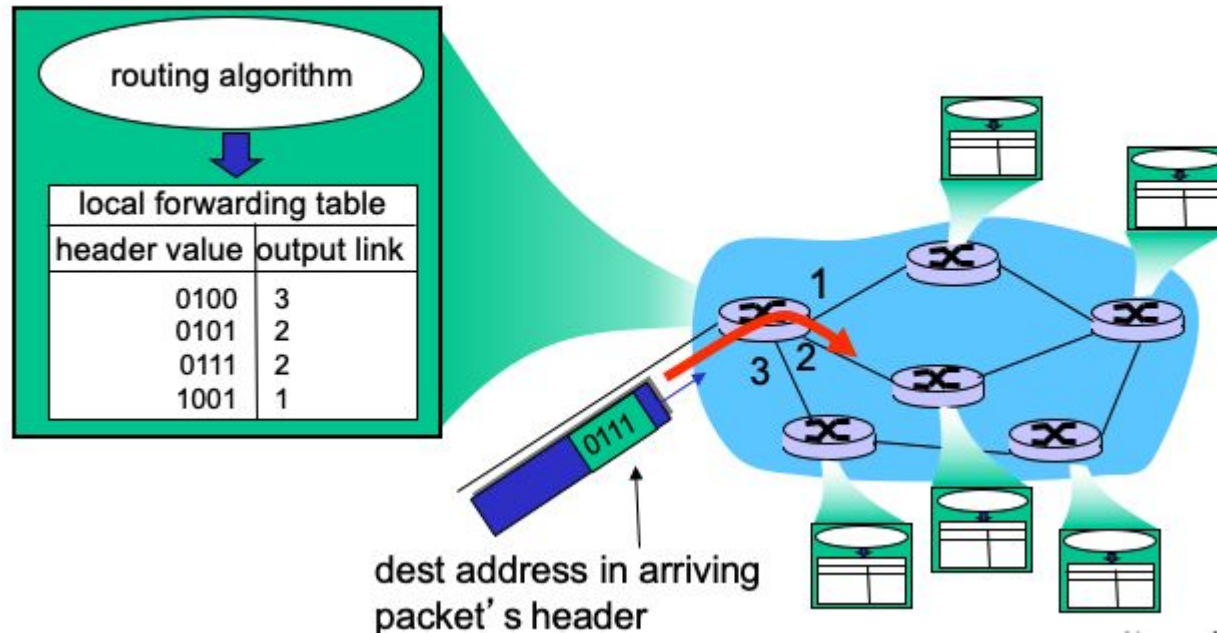 routing algorithm
local forwarding table
header value output link
0100 3
0101 2
0111 2
1001 1
1
2
3
0111
dest address in arriving
packet's header